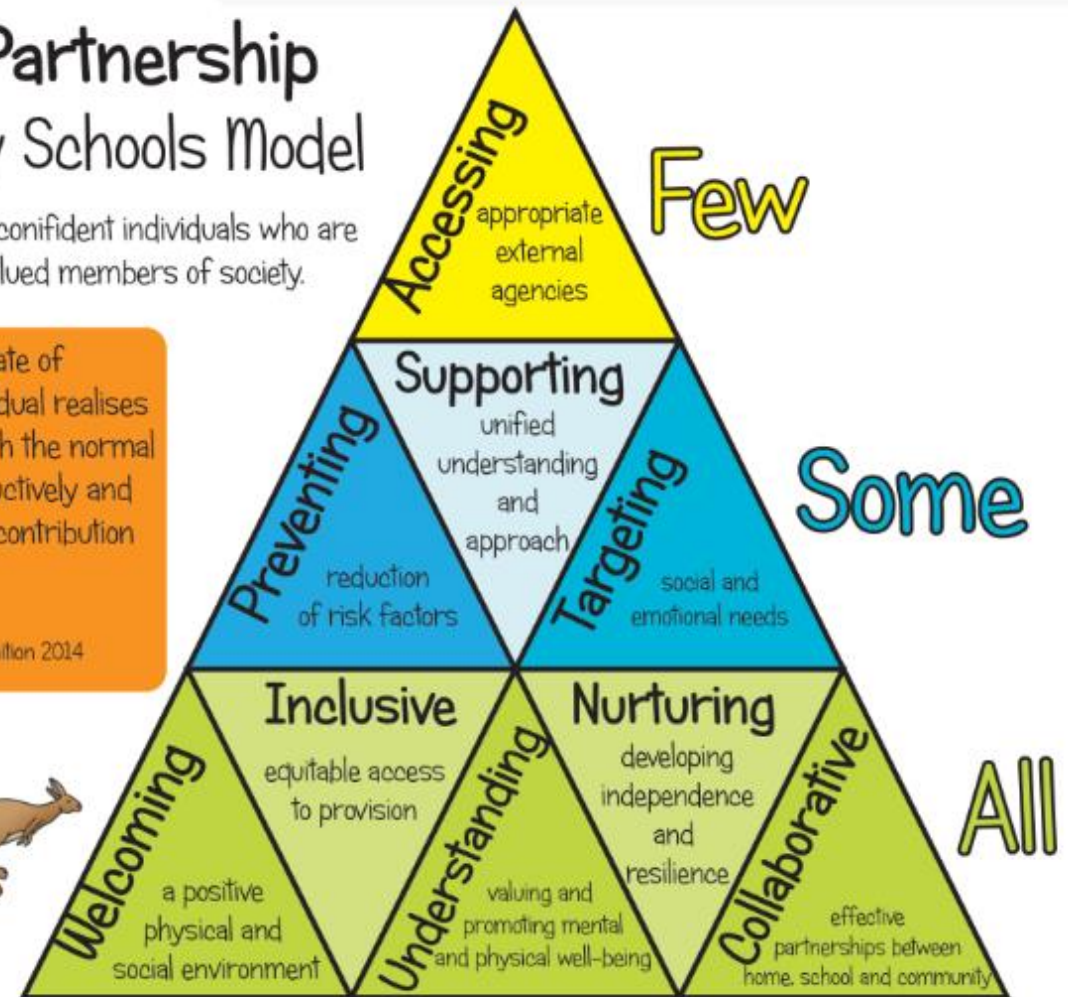 Partnership
Schools Model
conifident individuals who are
lued members of society.
ate of
dual realises
h the normal
uctively and
contribution
ition 2014
Accessing
appropriate
external
agencies
Few
Supporting
unified
understanding
and
approach
Preventing
reduction
of risk factors
Targeting
social and
emotional needs
Some
Inclusive
equitable access
to provision
Nurturing
developing
independence
and
resilience
Welcoming
a positive
physical and
social environment
Understanding
valuing and
promoting mental
and physical well-being
Collaborative
effective
partnerships between
home, school and community
All